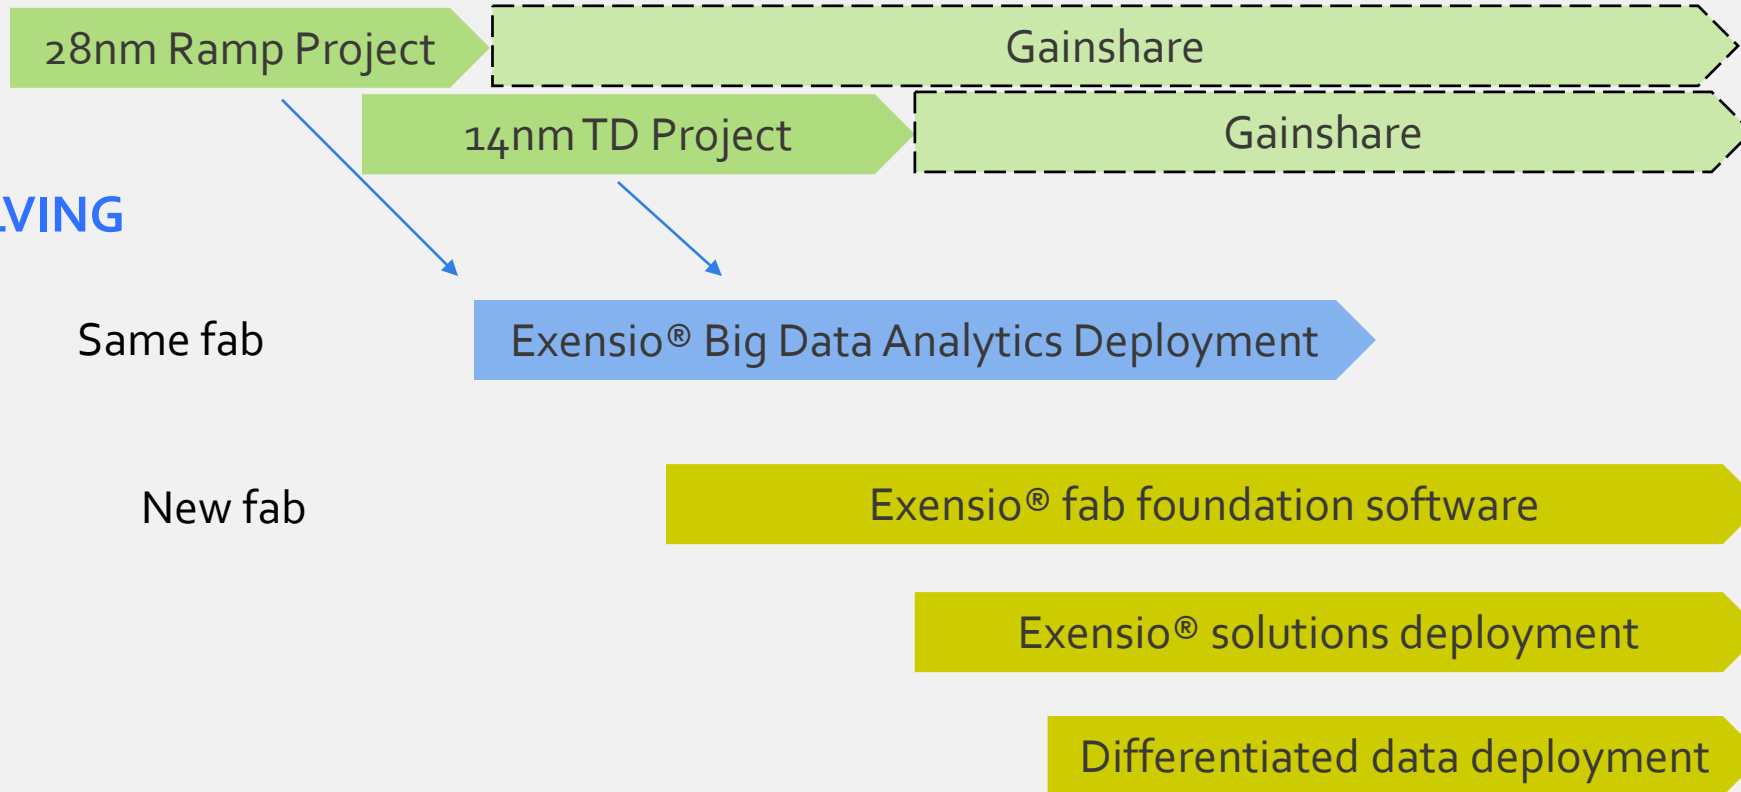 28nm Ramp Project
Gainshare
14nm TD Project
Gainshare
LVING
Same fab
Exensio® Big Data Analytics Deployment
New fab
Exensio® fab foundation software
Exensio® solutions deployment
Differentiated data deployment